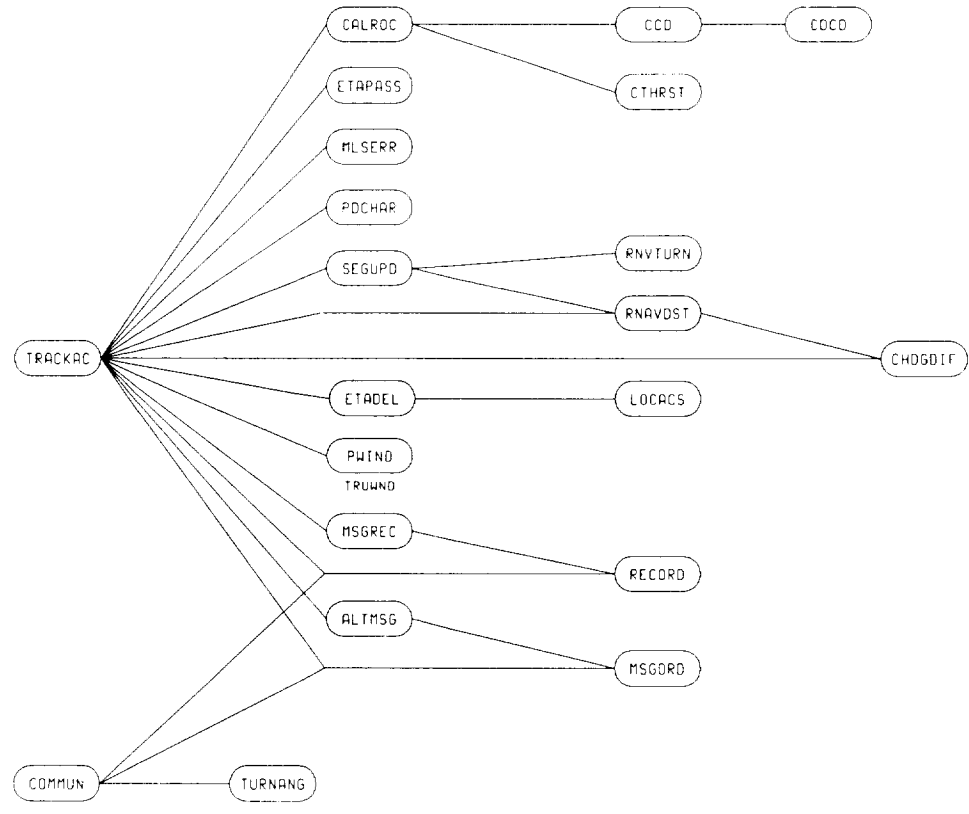 CALROC CCD CDCD
ETAPASS CTHRST
MLSERR
PDCHAR
SEGUPD RNVTURN
RNAVDST
TRACKAC CHDGDIF
ETADEL LOCACS
PWIND
TRUWND
MSGREC
RECORD
ALTMSG
MSGORD
COMMUN TURNANG